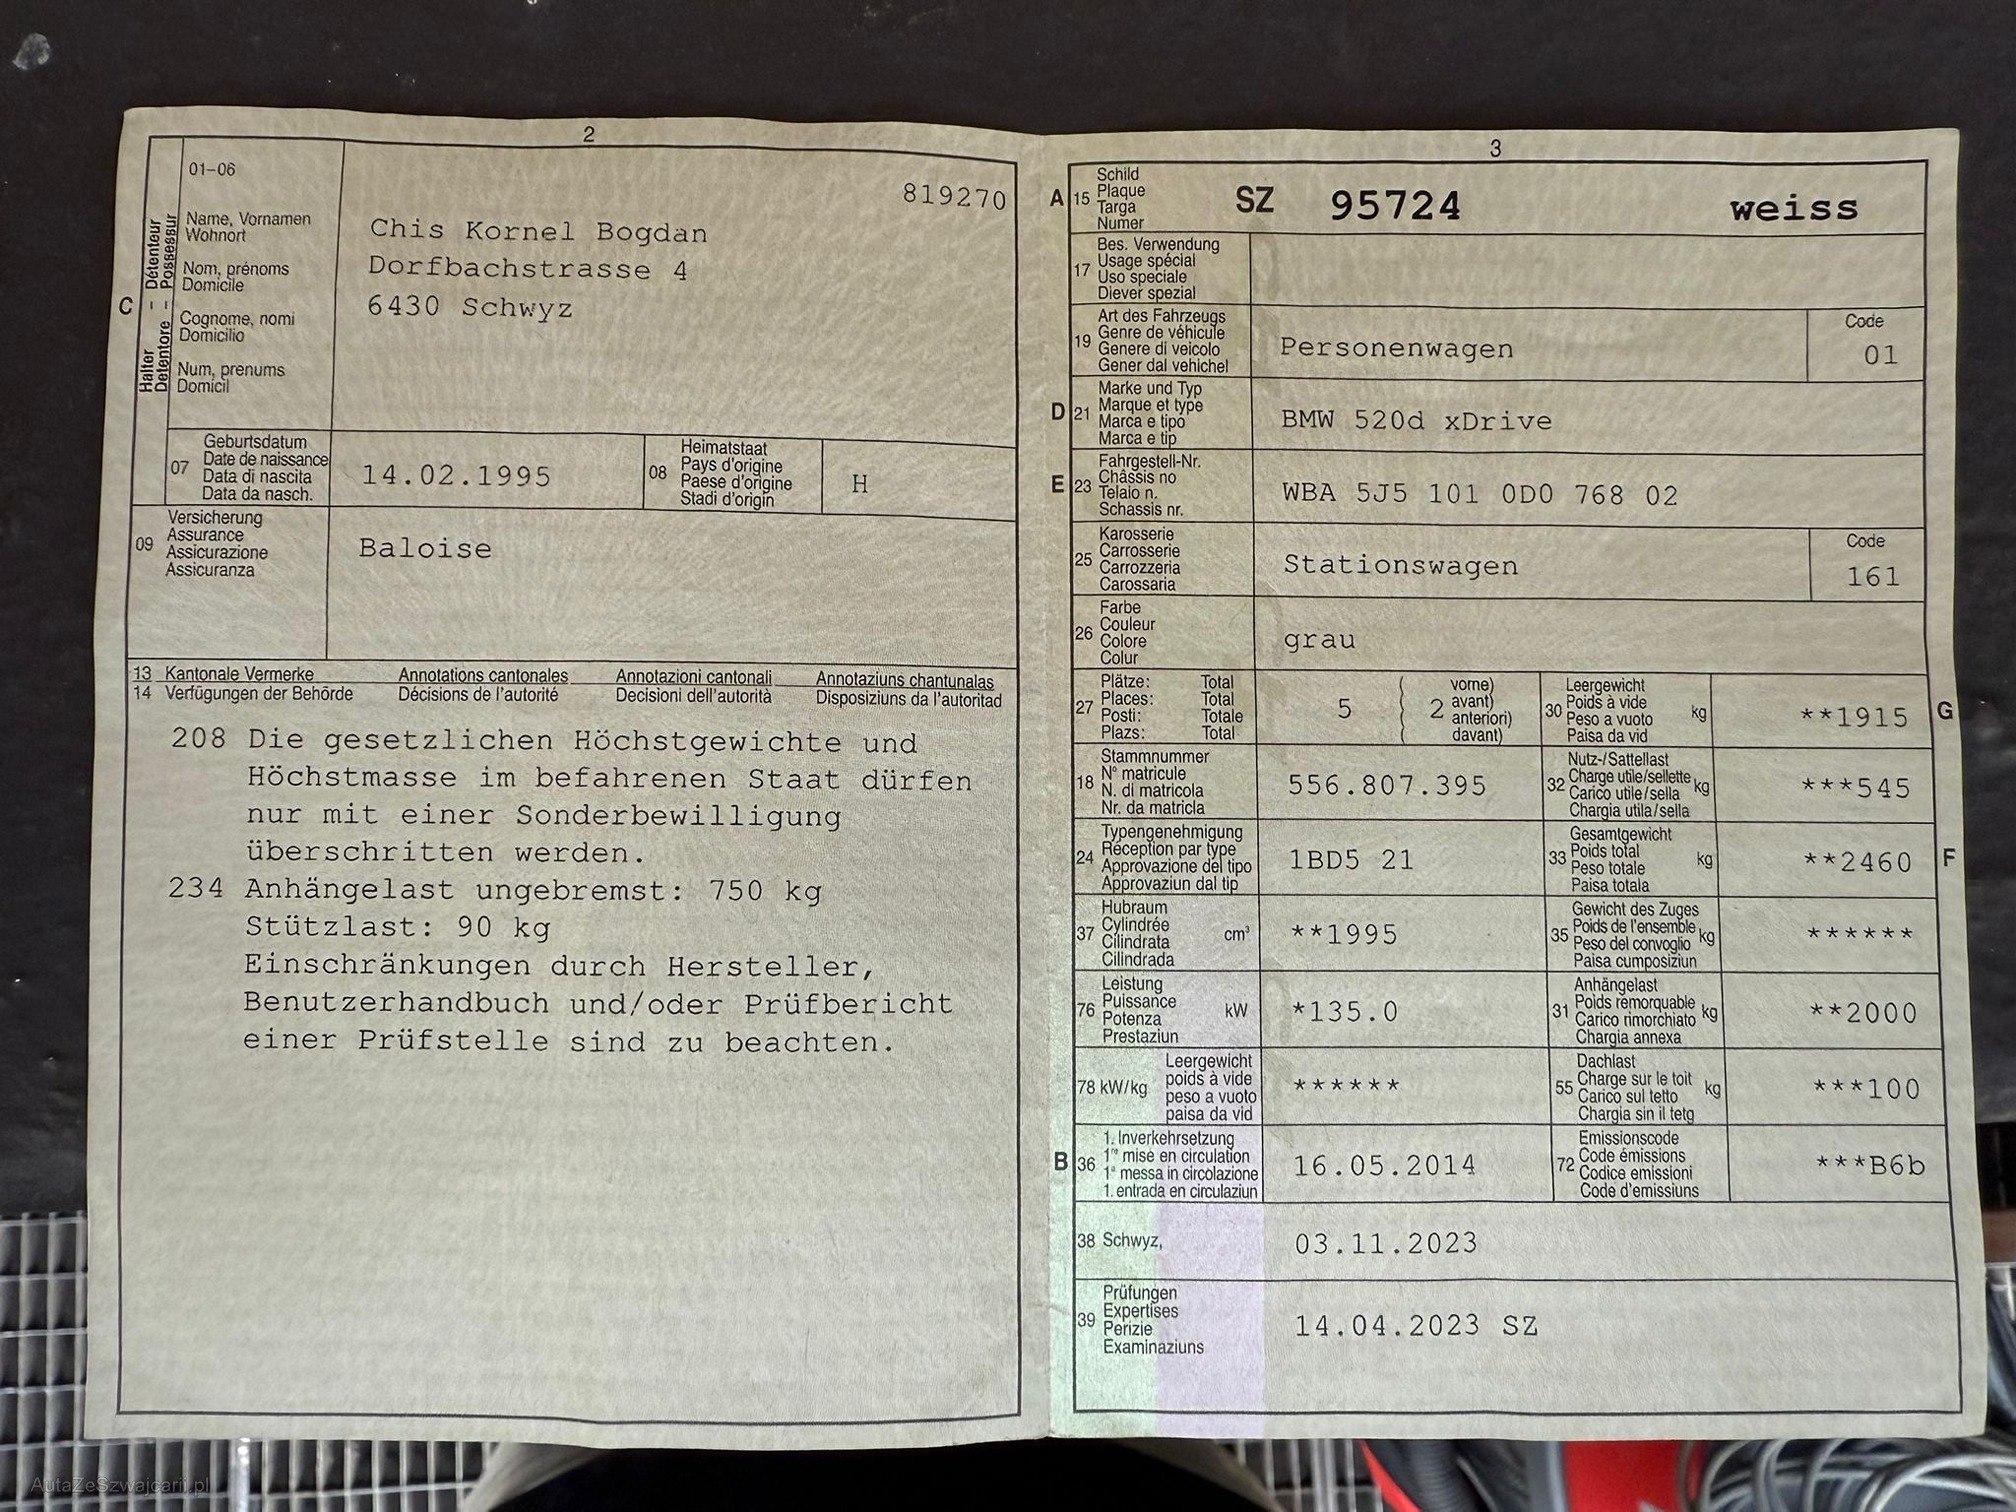 2
01-06
819270
C
Halter – Détenteur
Detentore – Possessur
Name, Vornamen
Wohnort
Nom, prénoms
Domicile
Cognome, nomi
Domicilio
Num, prenums
Domicil
Chis Kornel Bogdan
Dorfbachstrasse 4
6430 Schwyz
07
Geburtsdatum
Date de naissance
Data di nascita
Data da nasch.
14.02.1995
08
Heimatstaat
Pays d'origine
Paese d'origine
Stadi d'origin
H
09
Versicherung
Assurance
Assicurazione
Assicuranza
Baloise
13 Kantonale Vermerke Annotations cantonales Annotazioni cantonali Annotaziuns chantunalas
14 Verfügungen der Behörde Décisions de l'autorité Decisioni dell'autorità Disposiziuns da l'autoritad
208 Die gesetzlichen Höchstgewichte und
Höchstmasse im befahrenen Staat dürfen
nur mit einer Sonderbewilligung
überschritten werden.
234 Anhängelast ungebremst: 750 kg
Stützlast: 90 kg
Einschränkungen durch Hersteller,
Benutzerhandbuch und/oder Prüfbericht
einer Prüfstelle sind zu beachten.
3
A 15
Schild
Plaque
Targa
Numer
SZ 95724 weiss
17
Bes. Verwendung
Usage spécial
Uso speciale
Diever spezial
19
Art des Fahrzeugs
Genre de véhicule
Genere di veicolo
Gener dal vehichel
Personenwagen
Code
01
D 21
Marke und Typ
Marque et type
Marca e tipo
Marca e tip
BMW 520d xDrive
E 23
Fahrgestell-Nr.
Châssis no
Telaio n.
Schassis nr.
WBA 5J5 101 0D0 768 02
25
Karosserie
Carrosserie
Carrozzeria
Carossaria
Stationswagen
Code
161
26
Farbe
Couleur
Colore
Colur
grau
27
Plätze: Total
Places: Total
Posti: Totale
Plazs: Total
5
2
vorne)
avant)
anteriori)
davant)
30
Leergewicht
Poids à vide
Peso a vuoto
Paisa da vid
kg
**1915
G
18
Stammnummer
N° matricule
N. di matricola
Nr. da matricla
556.807.395
32
Nutz-/Sattellast
Charge utile/sellette
Carico utile/sella
Chargia utila/sella
kg
***545
24
Typengenehmigung
Réception par type
Approvazione del tipo
Approvaziun dal tip
1BD5 21
33
Gesamtgewicht
Poids total
Peso totale
Paisa totala
kg
**2460
F
37
Hubraum
Cylindrée
Cilindrata
Cilindrada
cm³
**1995
35
Gewicht des Zuges
Poids de l'ensemble
Peso del convoglio
Paisa cumposiziun
kg
******
76
Leistung
Puissance
Potenza
Prestaziun
kW
*135.0
31
Anhängelast
Poids remorquable
Carico rimorchiato
Chargia annexa
kg
**2000
78 kW/kg
Leergewicht
poids à vide
peso a vuoto
paisa da vid
******
55
Dachlast
Charge sur le toit
Carico sul tetto
Chargia sin il tetg
kg
***100
B 36
1. Inverkehrsetzung
1re mise en circulation
1a messa in circolazione
1. entrada en circulaziun
16.05.2014
72
Emissionscode
Code émissions
Codice emissioni
Code d'emissiuns
***B6b
38 Schwyz,
03.11.2023
39
Prüfungen
Expertises
Perizie
Examinaziuns
14.04.2023 SZ
AutaZeSzwajcarii.pl